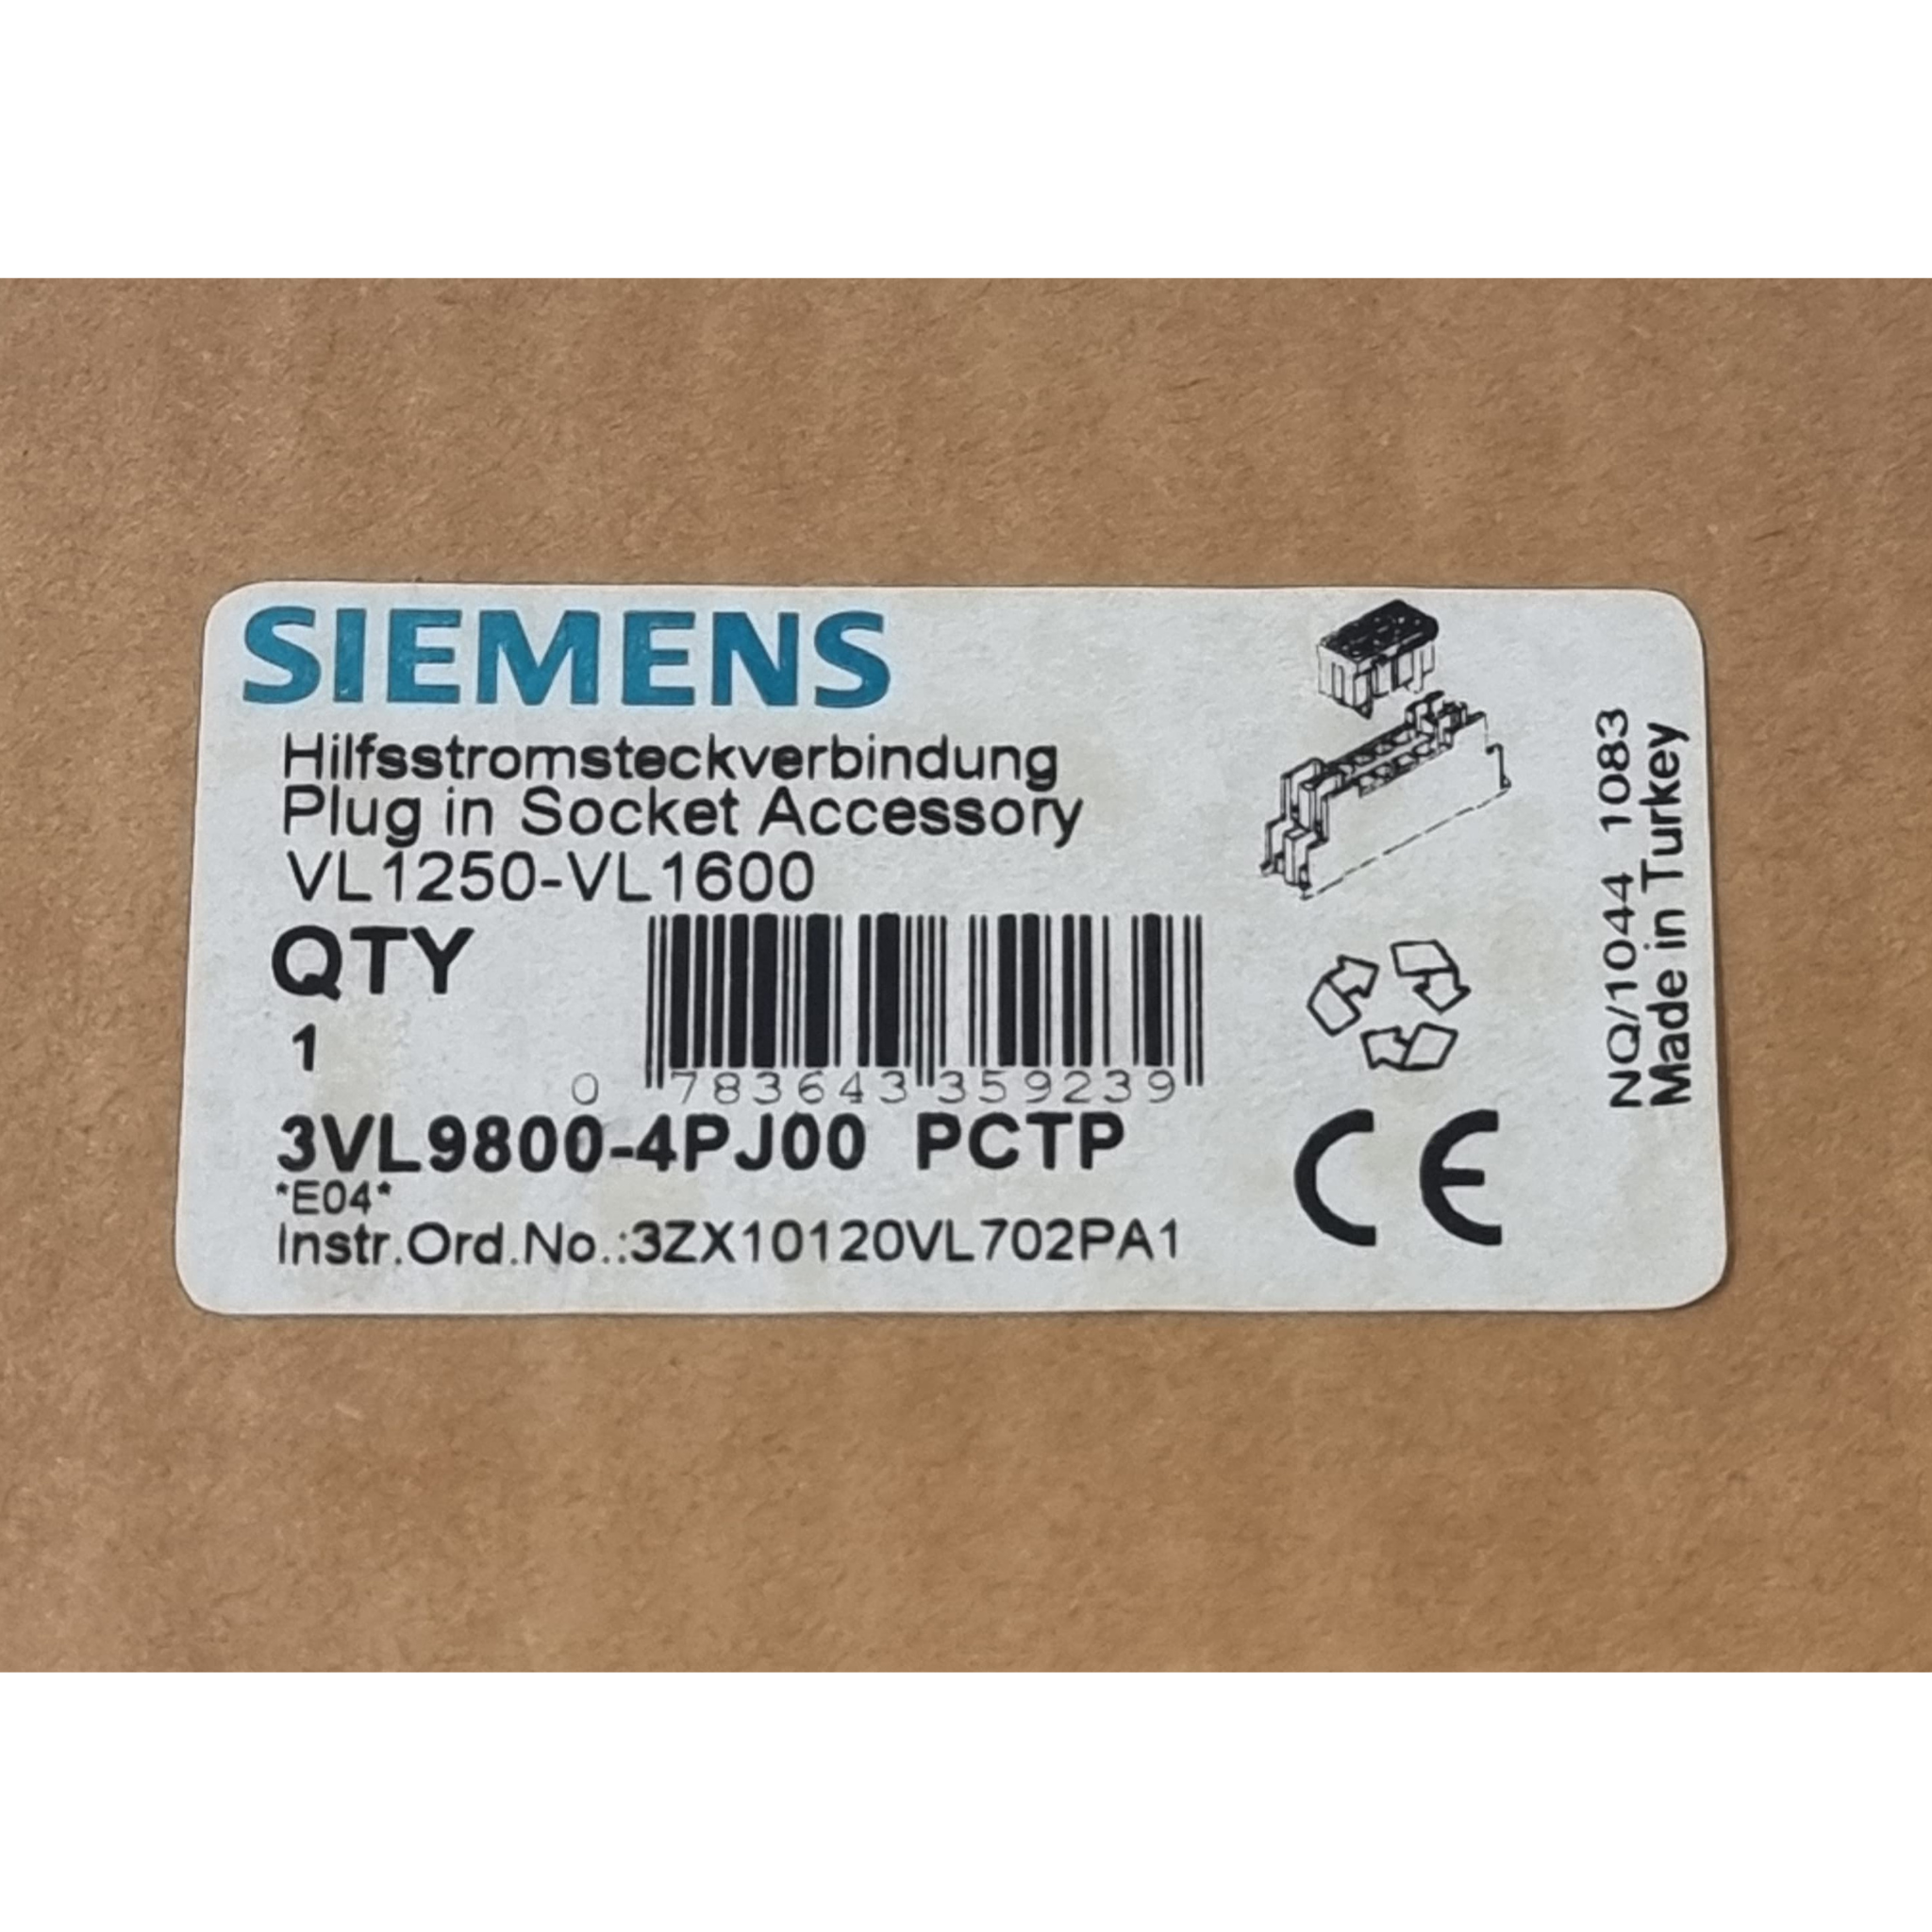 SIEMENS
Hilfsstromsteckverbindung
Plug in Socket Accessory
VL1250-VL1600
QTY
1
0 783643 359239
3VL9800-4PJ00 PCTP
*E04*
Instr.Ord.No.:3ZX10120VL702PA1
CE
NQ/1044 1083
Made in Turkey